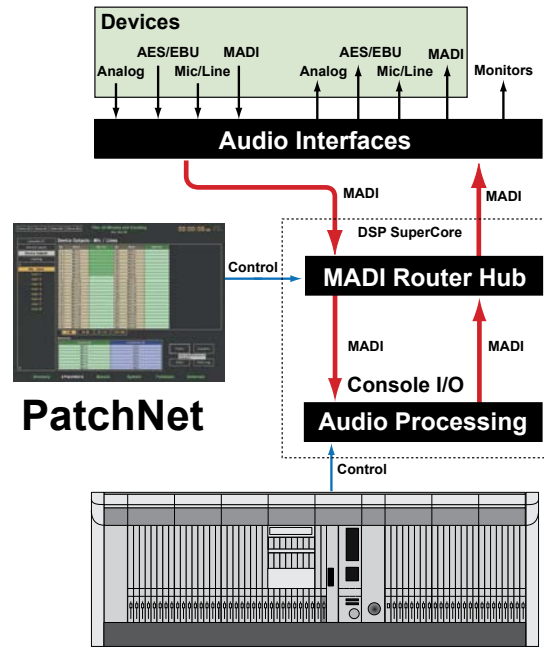 Devices
AES/EBU MADI
Analog Mic/Line
AES/EBU MADI
Analog Mic/Line
Monitors
Audio Interfaces
MADI
MADI
DSP SuperCore
Control
MADI Router Hub
MADI
MADI
Console I/O
PatchNet
Audio Processing
Control